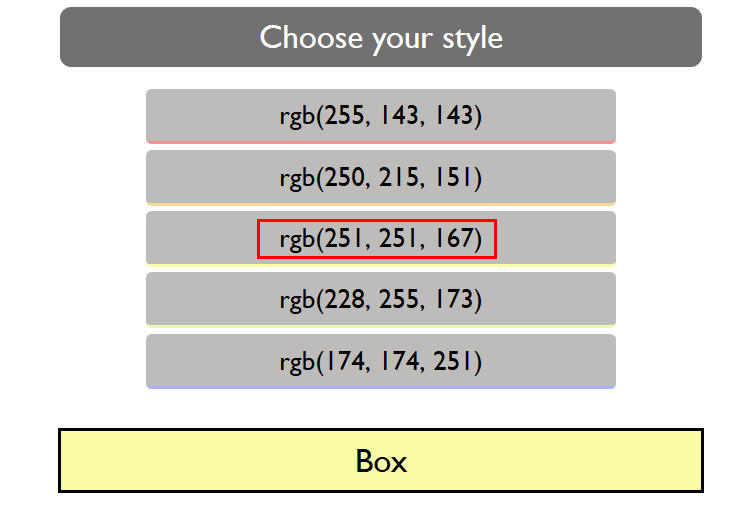 Choose your style
rgb(255, 143, 143)
rgb(250, 215, 151)
rgb(251, 251, 167)
rgb(228, 255, 173)
rgb(174, 174, 251)
Box